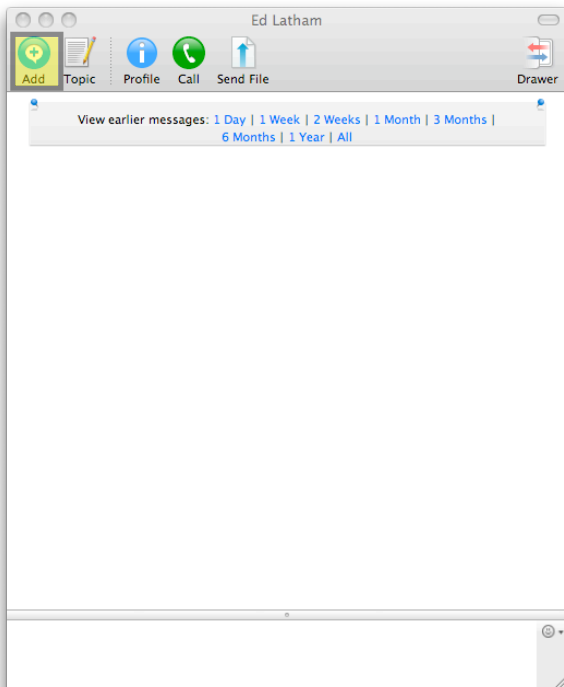 Ed Latham
Add Topic Profile Call Send File Drawer
View earlier messages: 1 Day | 1 Week | 2 Weeks | 1 Month | 3 Months |
6 Months | 1 Year | All